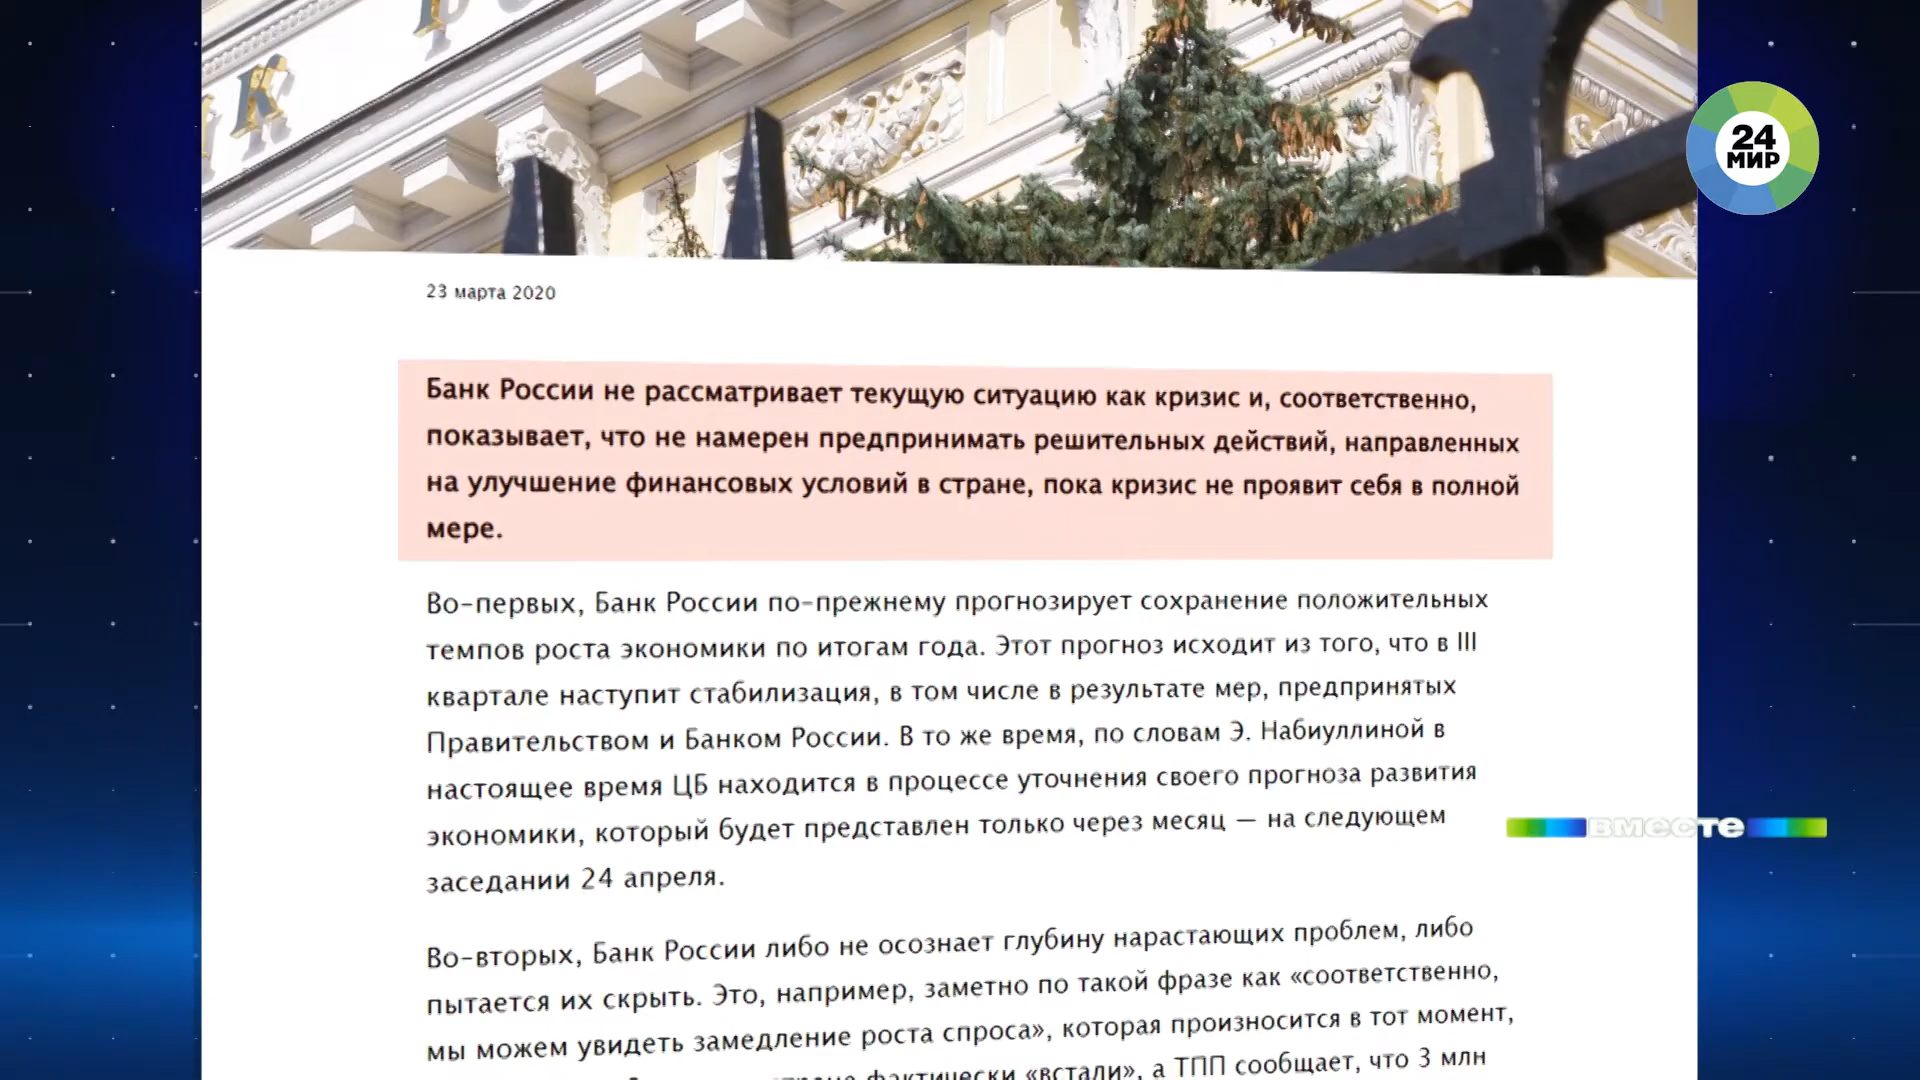 24
МИР
23 марта 2020
Банк России не рассматривает текущую ситуацию как кризис и, соответственно,
показывает, что не намерен предпринимать решительных действий, направленных
на улучшение финансовых условий в стране, пока кризис не проявит себя в полной
мере.
Во-первых, Банк России по-прежнему прогнозирует сохранение положительных
темпов роста экономики по итогам года. Этот прогноз исходит из того, что в III
квартале наступит стабилизация, в том числе в результате мер, предпринятых
Правительством и Банком России. В то же время, по словам Э. Набиуллиной в
настоящее время ЦБ находится в процессе уточнения своего прогноза развития
экономики, который будет представлен только через месяц — на следующем
заседании 24 апреля.
вместе
Во-вторых, Банк России либо не осознает глубину нарастающих проблем, либо
пытается их скрыть. Это, например, заметно по такой фразе как «соответственно,
мы можем увидеть замедление роста спроса», которая произносится в тот момент,
фактически «встали», а ТПП сообщает, что 3 млн